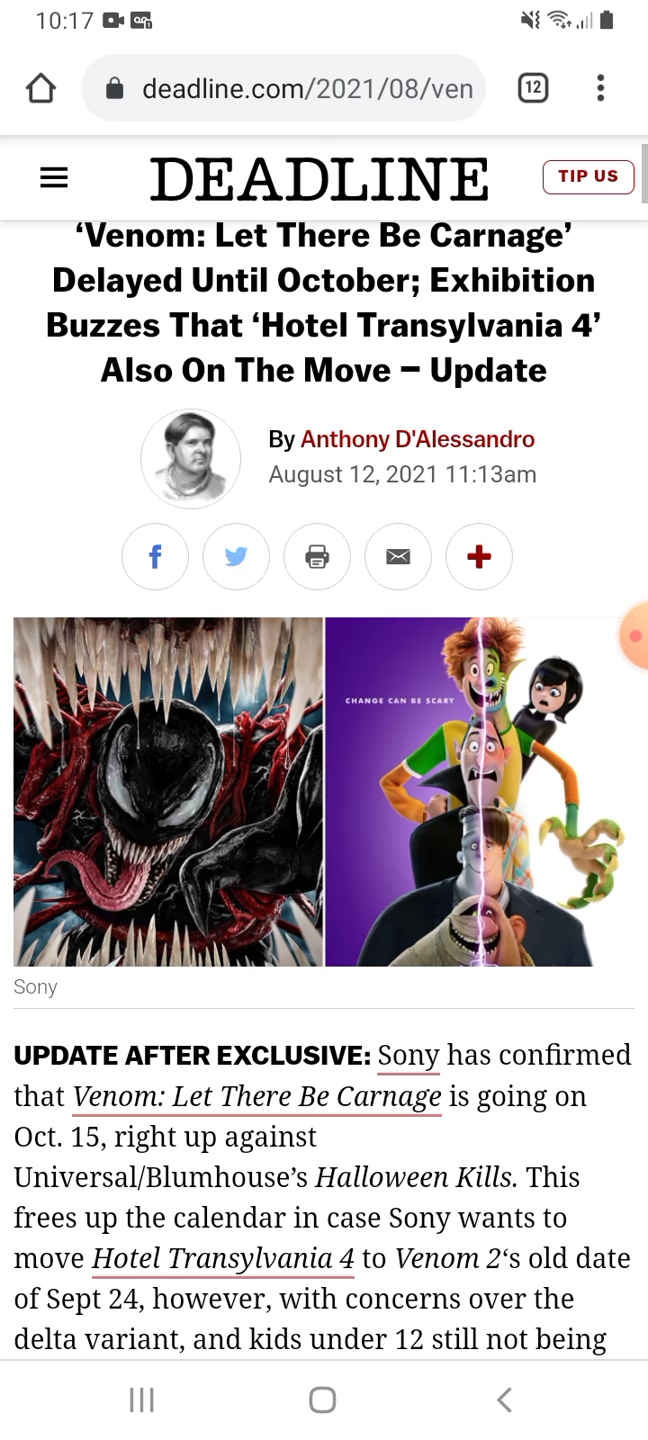 10:17
deadline.com/2021/08/ven
12
DEADLINE
TIP US
‘Venom: Let There Be Carnage’
Delayed Until October; Exhibition
Buzzes That ‘Hotel Transylvania 4’
Also On The Move – Update
By Anthony D'Alessandro
August 12, 2021 11:13am
CHANGE CAN BE SCARY
Sony
UPDATE AFTER EXCLUSIVE: Sony has confirmed
that Venom: Let There Be Carnage is going on
Oct. 15, right up against
Universal/Blumhouse’s Halloween Kills. This
frees up the calendar in case Sony wants to
move Hotel Transylvania 4 to Venom 2‘s old date
of Sept 24, however, with concerns over the
delta variant, and kids under 12 still not being